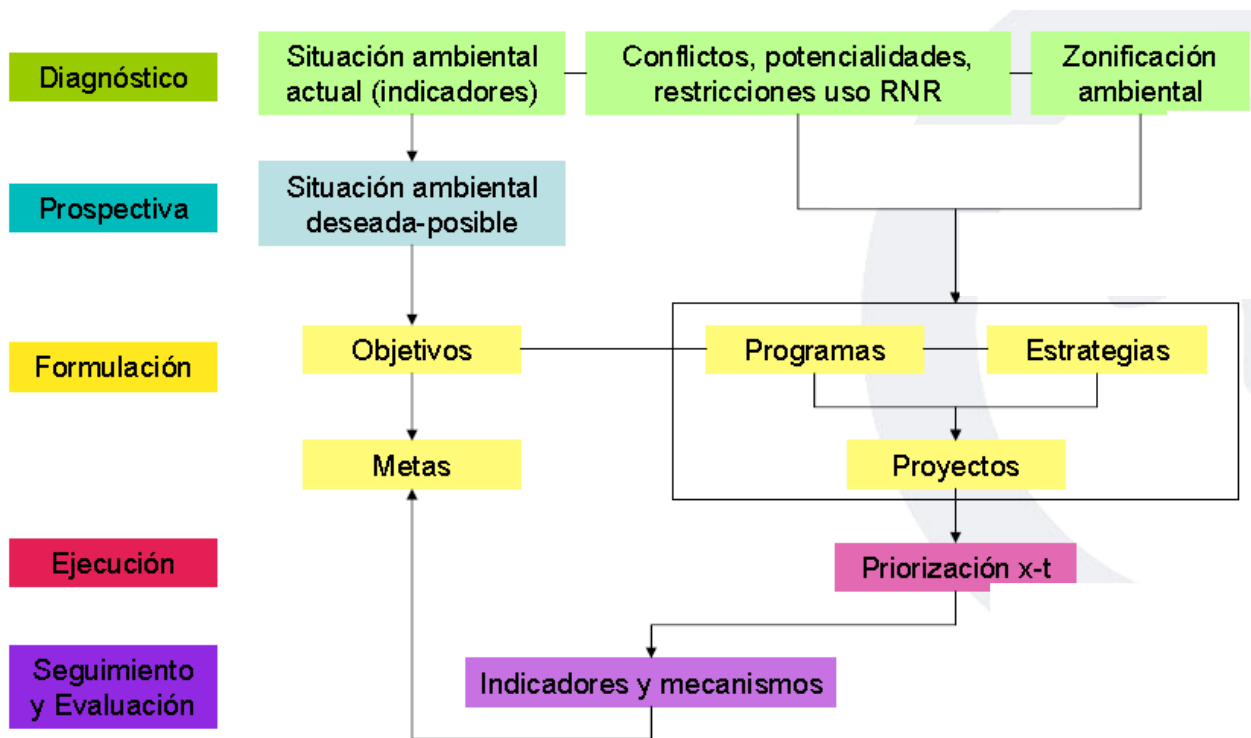 Diagnóstico
Situación ambiental
actual (indicadores)
Conflictos, potencialidades,
restricciones uso RNR
Zonificación
ambiental
Prospectiva
Situación ambiental
deseada-posible
Formulación
Objetivos
Programas
Estrategias
Metas
Proyectos
Ejecución
Priorización x-t
Seguimiento
y Evaluación
Indicadores y mecanismos